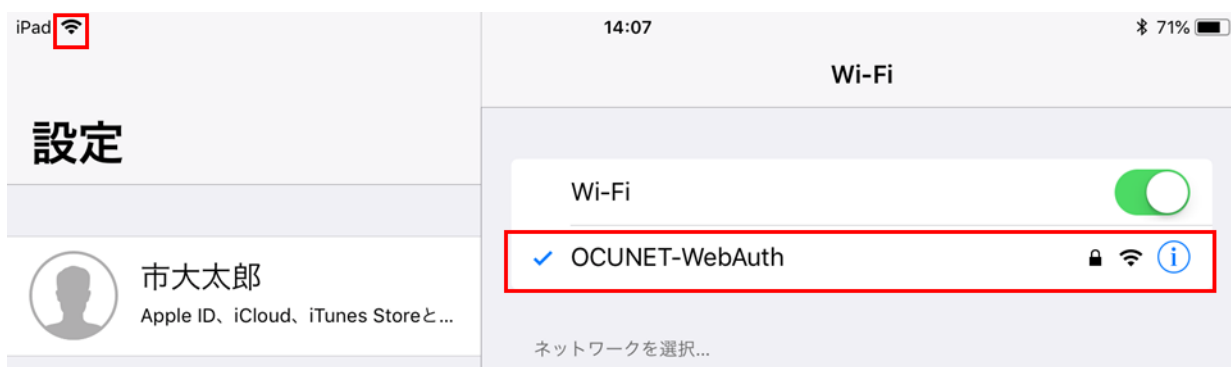 iPad
14:07
71%
Wi-Fi
設定
Wi-Fi
OCUNET-WebAuth
市大太郎
Apple ID、iCloud、iTunes Storeと...
ネットワークを選択...